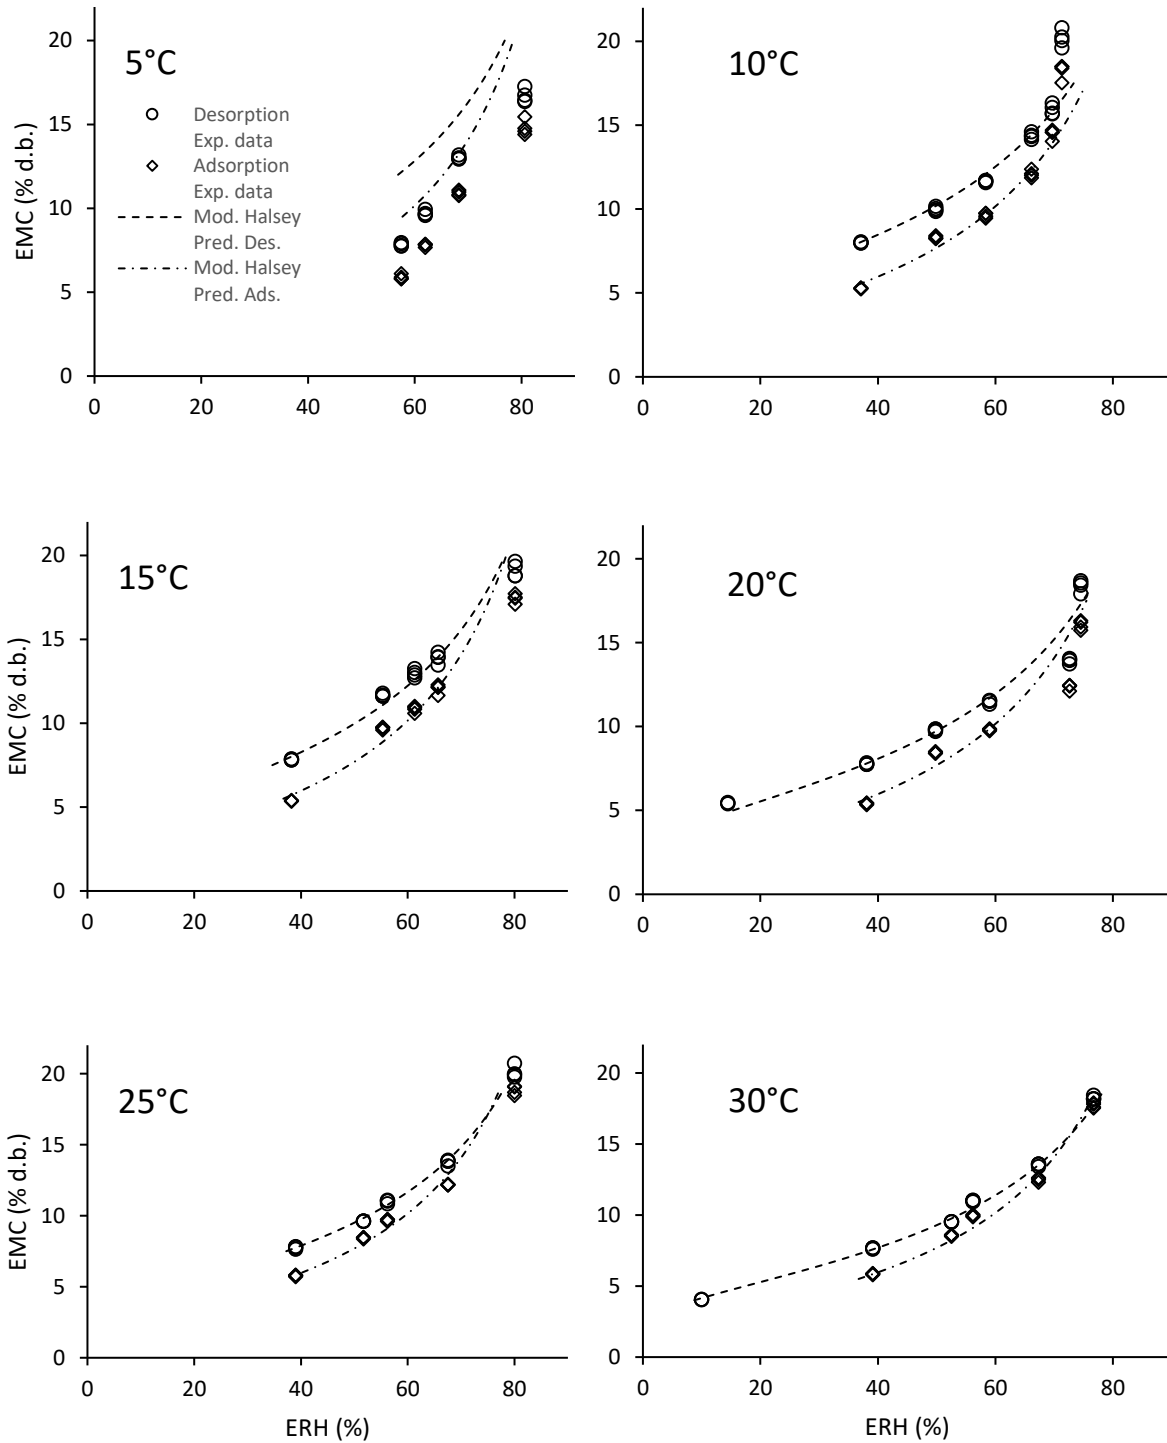 5°C
Desorption
Exp. data
Adsorption
Exp. data
Mod. Halsey
Pred. Des.
Mod. Halsey
Pred. Ads.
EMC (% d.b.)
20
15
10
5
0
0 20 40 60 80
10°C
20
15
10
5
0
0 20 40 60 80
15°C
EMC (% d.b.)
20
15
10
5
0
0 20 40 60 80
20°C
20
15
10
5
0
0 20 40 60 80
25°C
EMC (% d.b.)
20
15
10
5
0
0 20 40 60 80
ERH (%)
30°C
20
15
10
5
0
0 20 40 60 80
ERH (%)